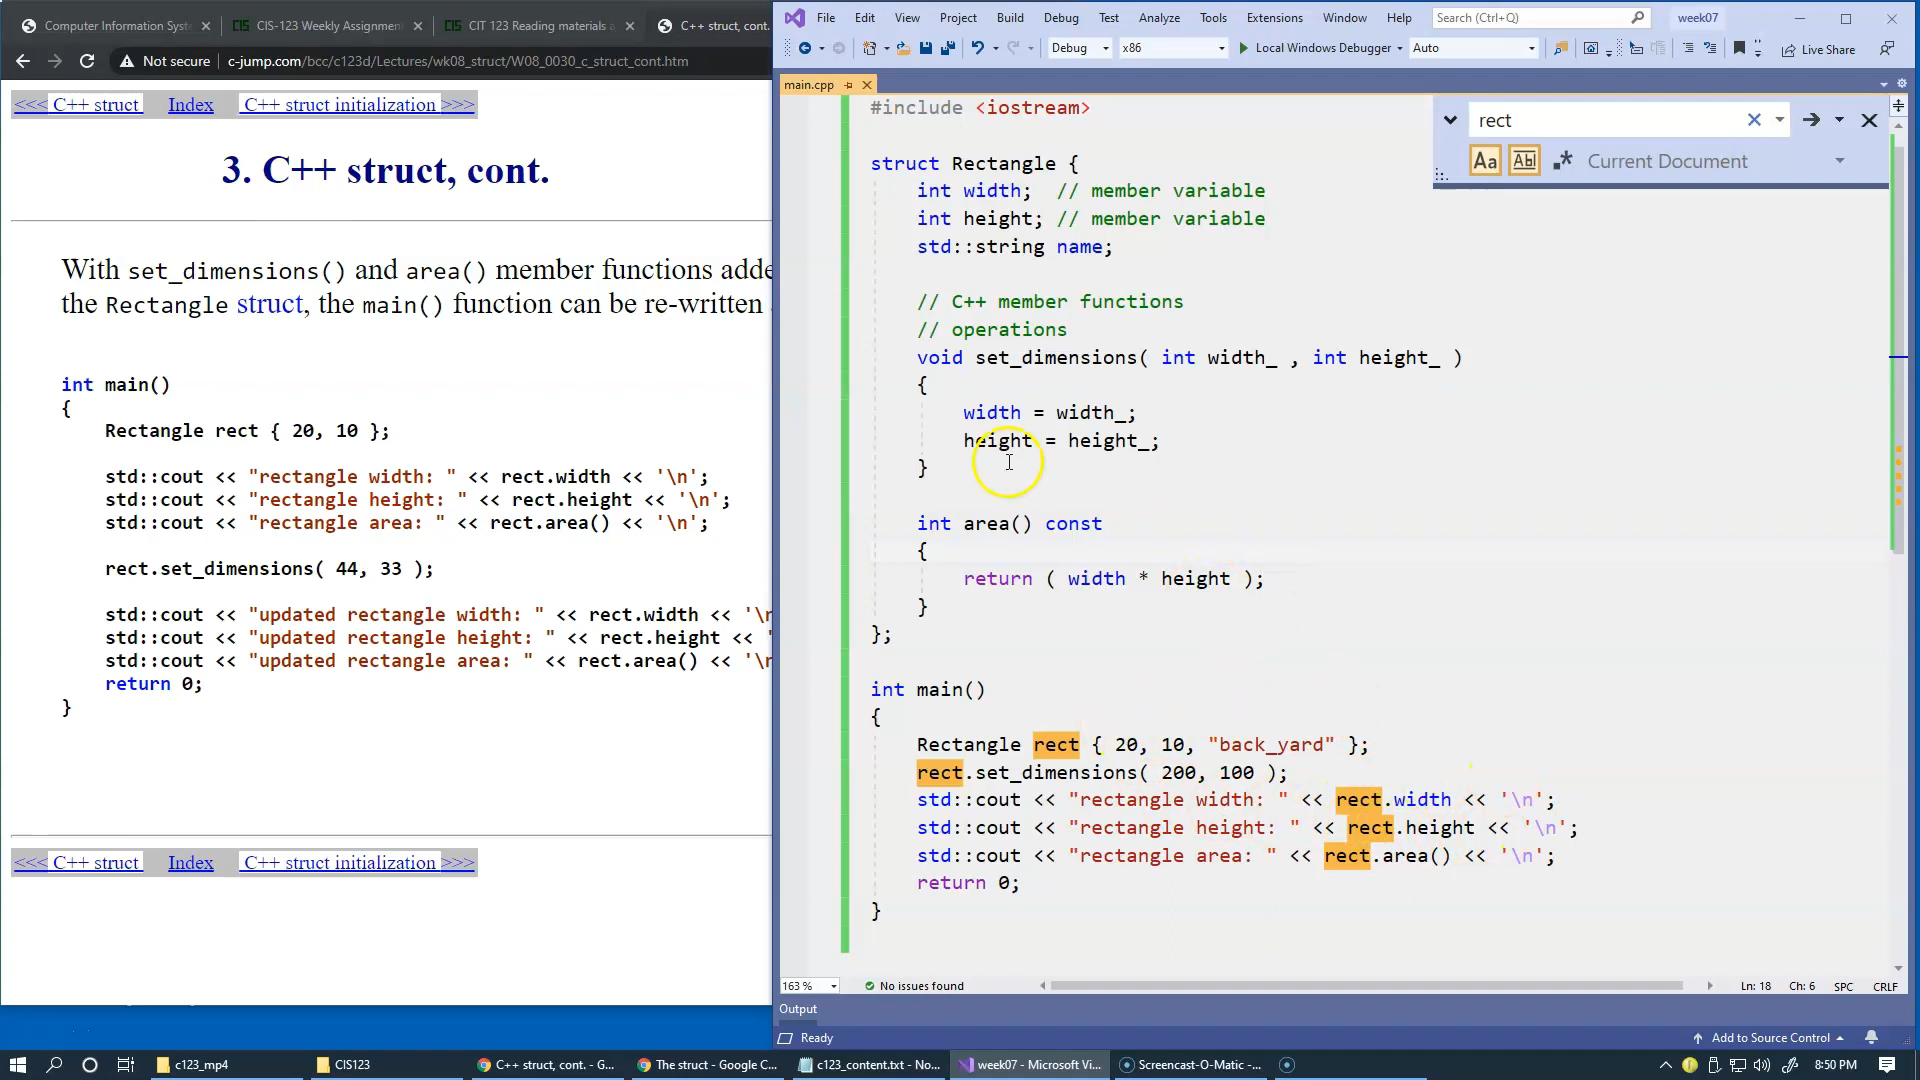 Computer Information Syste
CIS-123 Weekly Assignment
CIT 123 Reading materials a
C++ struct, cont.
Not secure
c-jump.com/bcc/c123d/Lectures/wk08_struct/W08_0030_c_struct_cont.htm
<<< C++ struct
Index
C++ struct initialization >>>
3. C++ struct, cont.
With set_dimensions() and area() member functions adde
the Rectangle struct, the main() function can be re-written
int main()
{
Rectangle rect { 20, 10 };
std::cout << "rectangle width: " << rect.width << '\n';
std::cout << "rectangle height: " << rect.height << '\n';
std::cout << "rectangle area: " << rect.area() << '\n';
rect.set_dimensions( 44, 33 );
std::cout << "updated rectangle width: " << rect.width << '\n
std::cout << "updated rectangle height: " << rect.height << '
std::cout << "updated rectangle area: " << rect.area() << '\n
return 0;
}
<<< C++ struct
Index
C++ struct initialization >>>
File Edit View Project Build Debug Test Analyze Tools Extensions Window Help
Search (Ctrl+Q)
week07
Debug
x86
Local Windows Debugger
Auto
Live Share
main.cpp
rect
Aa
Abl
.*
Current Document
#include <iostream>
struct Rectangle {
int width; // member variable
int height; // member variable
std::string name;
// C++ member functions
// operations
void set_dimensions( int width_ , int height_ )
{
width = width_;
height = height_;
}
int area() const
{
return ( width * height );
}
};
int main()
{
Rectangle rect { 20, 10, "back_yard" };
rect.set_dimensions( 200, 100 );
std::cout << "rectangle width: " << rect.width << '\n';
std::cout << "rectangle height: " << rect.height << '\n';
std::cout << "rectangle area: " << rect.area() << '\n';
return 0;
}
163 %
No issues found
Ln: 18
Ch: 6
SPC
CRLF
Output
Ready
Add to Source Control
c123_mp4
CIS123
C++ struct, cont. - G...
The struct - Google C...
c123_content.txt - No...
week07 - Microsoft Vi...
Screencast-O-Matic -...
8:50 PM